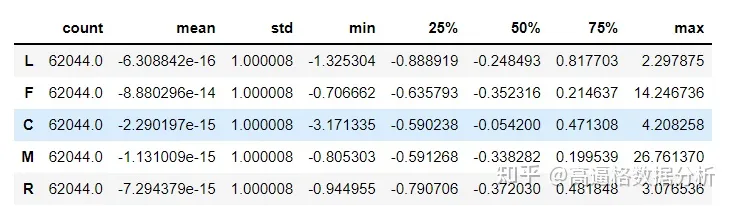 count mean std min 25% 50% 75% max
L 62044.0 -6.308842e-16 1.000008 -1.325304 -0.888919 -0.248493 0.817703 2.297875
F 62044.0 -8.880296e-14 1.000008 -0.706662 -0.635793 -0.352316 0.214637 14.246736
C 62044.0 -2.290197e-15 1.000008 -3.171335 -0.590238 -0.054200 0.471308 4.208258
M 62044.0 -1.131009e-15 1.000008 -0.805303 -0.591268 -0.338282 0.199539 26.761370
R 62044.0 -7.294379e-15 1.000008 -0.944955 -0.790706 -0.372030 0.481848 3.076536
知乎 @高逼格数据分析